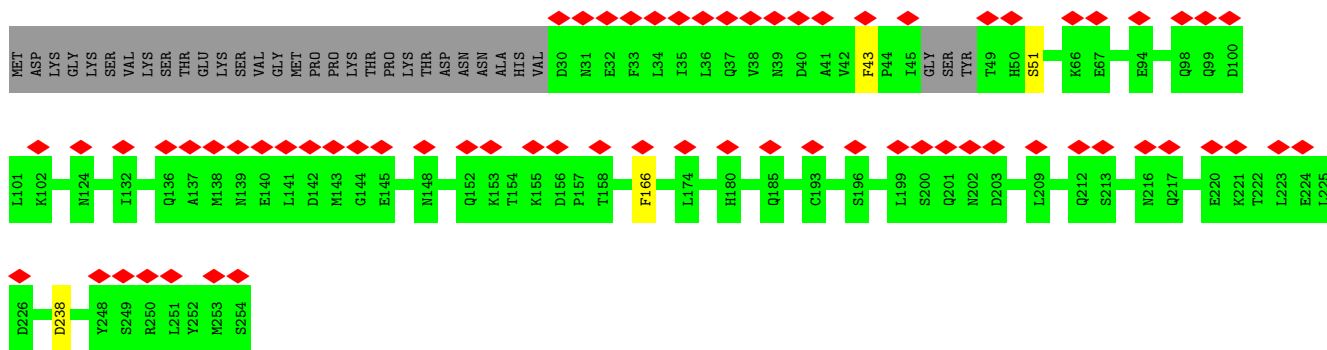 MET ASP LYS GLY LYS SER VAL LYS SER THR GLU LYS SER VAL GLY MET PRO PRO LYS THR PRO LYS THR ASP ASN ASN ALA HIS VAL D30 N31 E32 F33 L34 I35 L36 Q37 V38 N39 D40 A41 V42 F43 P44 I45 GLY SER TYR T49 H50 S51 K66 E67 E94 Q98 Q99 D100
L101 K102 N124 I132 Q136 A137 M138 N139 E140 L141 D142 M143 G144 E145 N148 Q152 K153 T154 K155 D156 P157 T158 F166 L174 H180 Q185 C193 S196 L199 S200 Q201 N202 D203 L209 Q212 S213 N216 Q217 E220 K221 T222 L223 E224 L225
D226 D238 Y248 S249 R250 L251 Y252 M253 S254